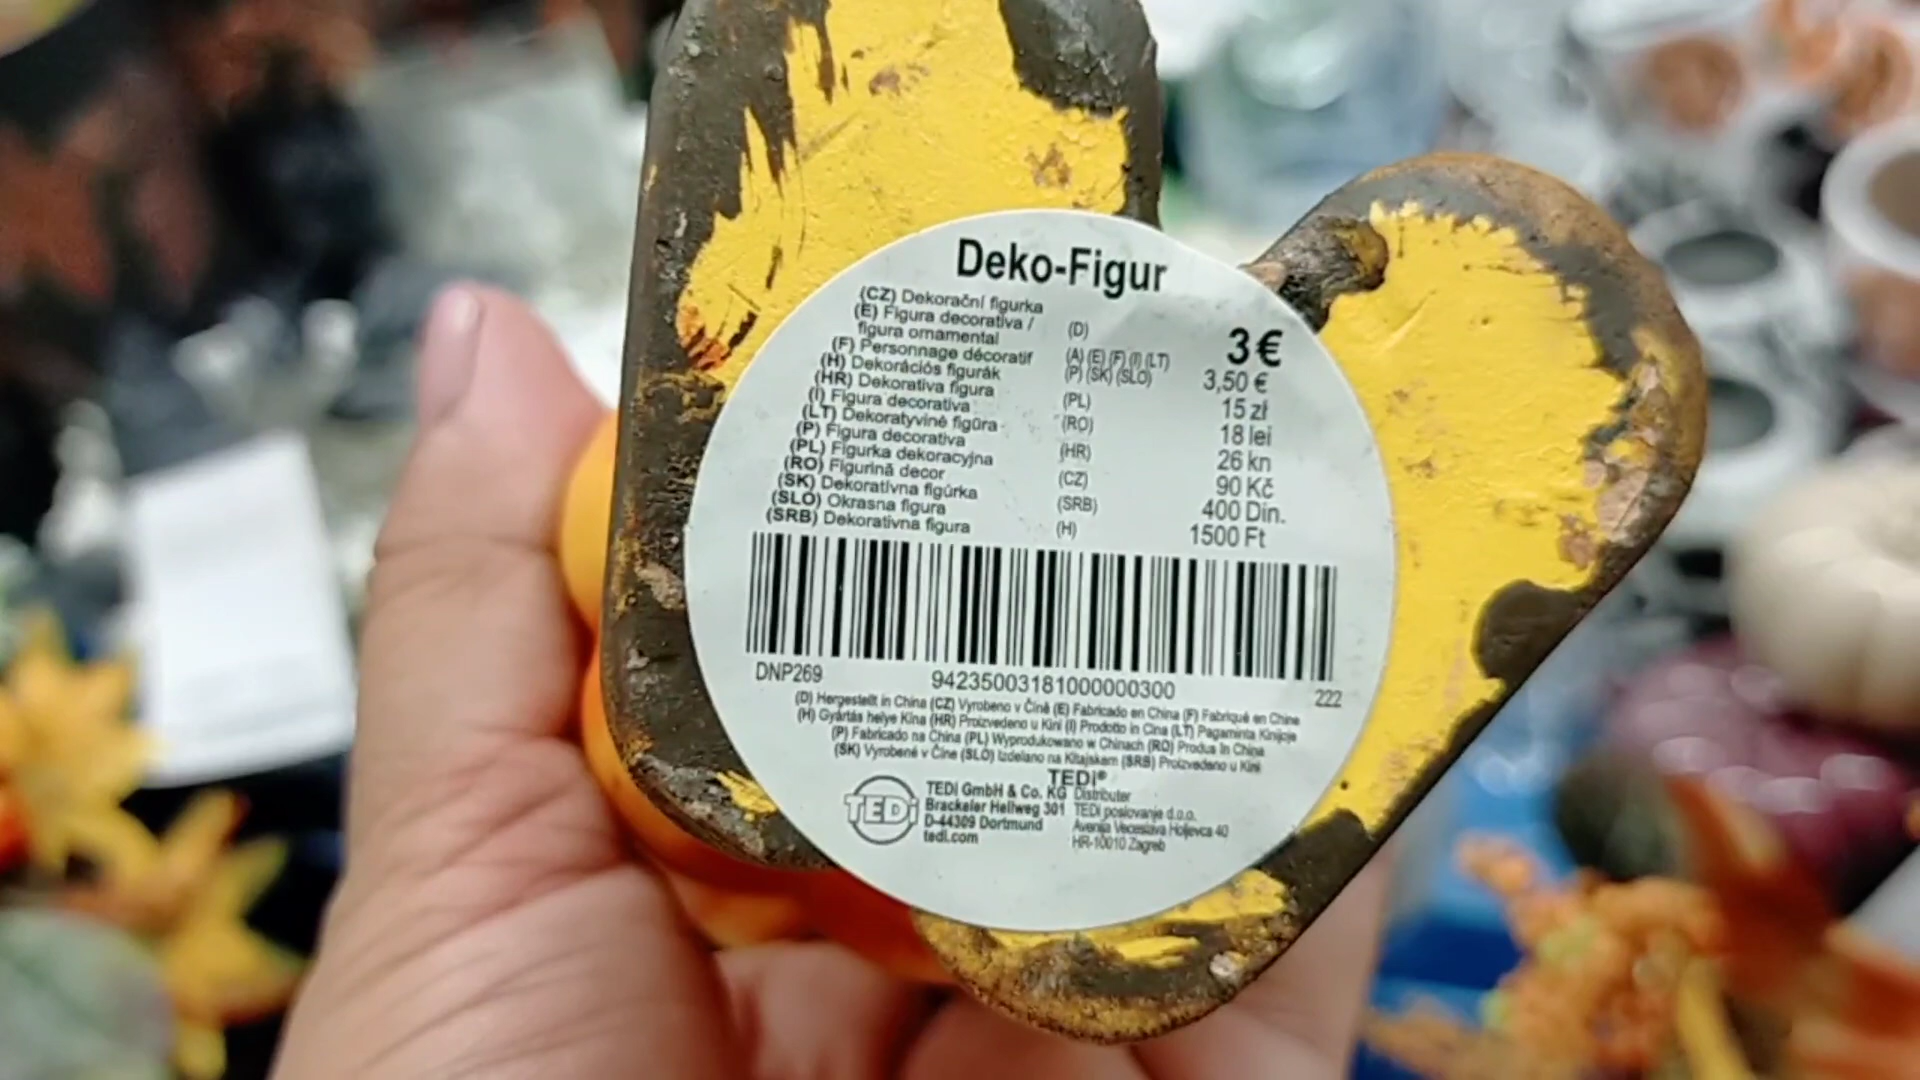 Deko-Figur
(CZ) Dekorační figurka
(E) Figura decorativa /
figura ornamental
(F) Personnage décoratif
(H) Dekorációs figurák
(HR) Dekorativa figura
(I) Figura decorativa
(LT) Dekoratyvinė figūra
(P) Figura decorativa
(PL) Figurka dekoracyjna
(RO) Figurină decor
(SK) Dekoratívna figúrka
(SLO) Okrasna figura
(SRB) Dekorativna figura
(D) 3€
(A) (E) (F) (I) (LT)
(P) (SK) (SLO) 3,50 €
(PL) 15 zł
(RO) 18 lei
(HR) 26 kn
(CZ) 90 Kč
(SRB) 400 Din.
(H) 1500 Ft
DNP269 94235003181000000300 222
(D) Hergestellt in China (CZ) Vyrobeno v Číně (E) Fabricado en China (F) Fabriqué en Chine
(H) Gyártás helye Kína (HR) Proizvedeno u Kini (I) Prodotto in Cina (LT) Pagaminta Kinijoje
(P) Fabricado na China (PL) Wyprodukowano w Chinach (RO) Produs în China
(SK) Vyrobené v Číne (SLO) Izdelano na Kitajskem (SRB) Proizvedeno u Kini
TEDi
TEDi®
TEDi GmbH & Co. KG
Brackeler Hellweg 301
D-44309 Dortmund
tedi.com
Distributer
TEDi poslovanje d.o.o.
Avenija Većeslava Holjevca 40
HR-10010 Zagreb